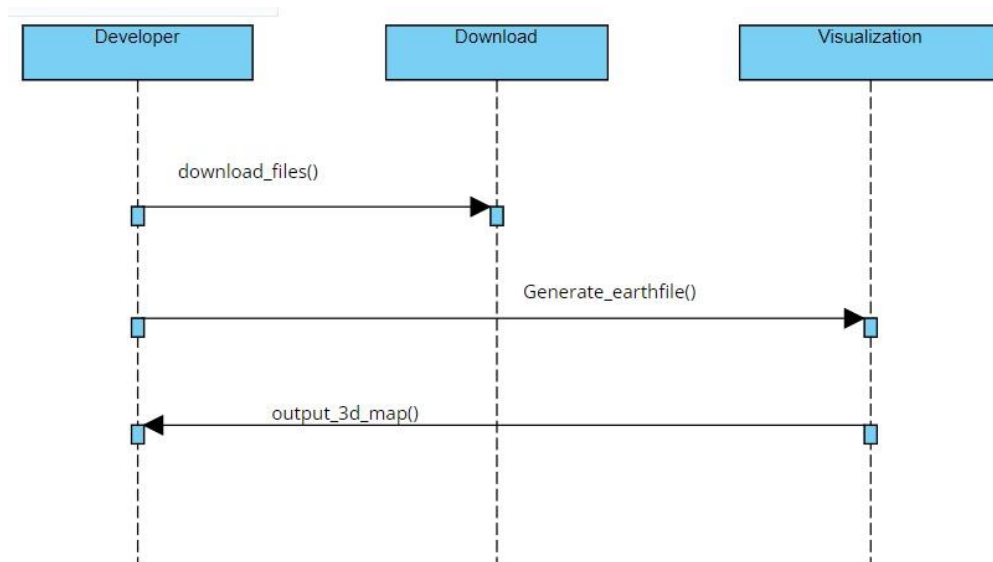 Developer
Download
Visualization
download_files()
Generate_earthfile()
output_3d_map()